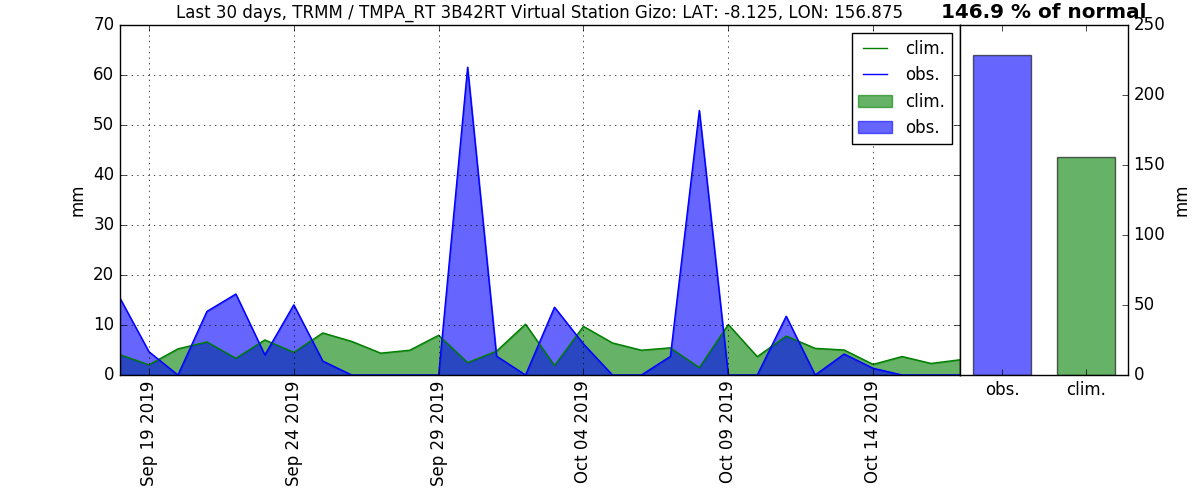 Last 30 days, TRMM / TMPA_RT 3B42RT Virtual Station Gizo: LAT: -8.125, LON: 156.875
146.9 % of normal
70
60
50
40
30
20
10
0
mm
clim.
obs.
clim.
obs.
Sep 19 2019
Sep 24 2019
Sep 29 2019
Oct 04 2019
Oct 09 2019
Oct 14 2019
250
200
150
100
50
0
mm
obs.
clim.